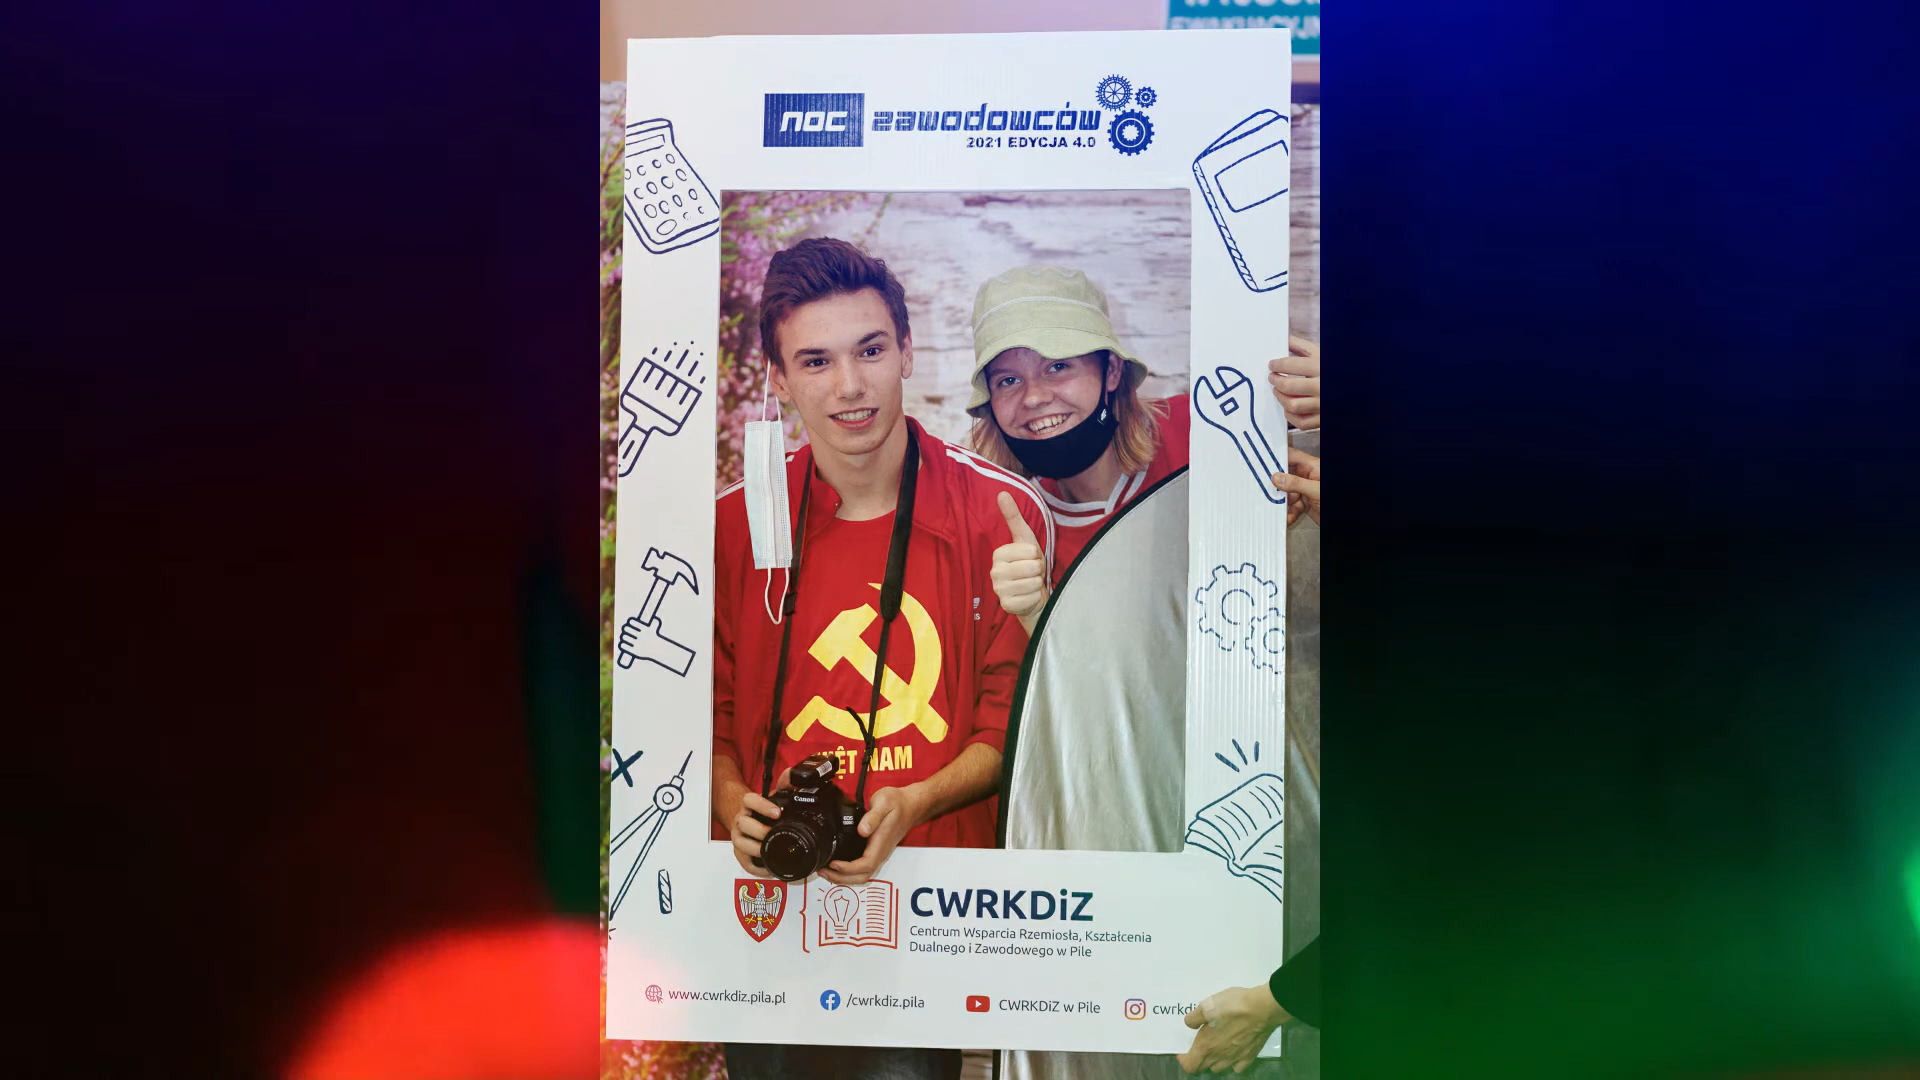 noc zawodowców
2021 EDYCJA 4.0
NAM
Canon
EOS
CWRKDiZ
Centrum Wsparcia Rzemiosła, Kształcenia
Dualnego i Zawodowego w Pile
www.cwrkdiz.pila.pl
/cwrkdiz.pila
CWRKDiZ w Pile